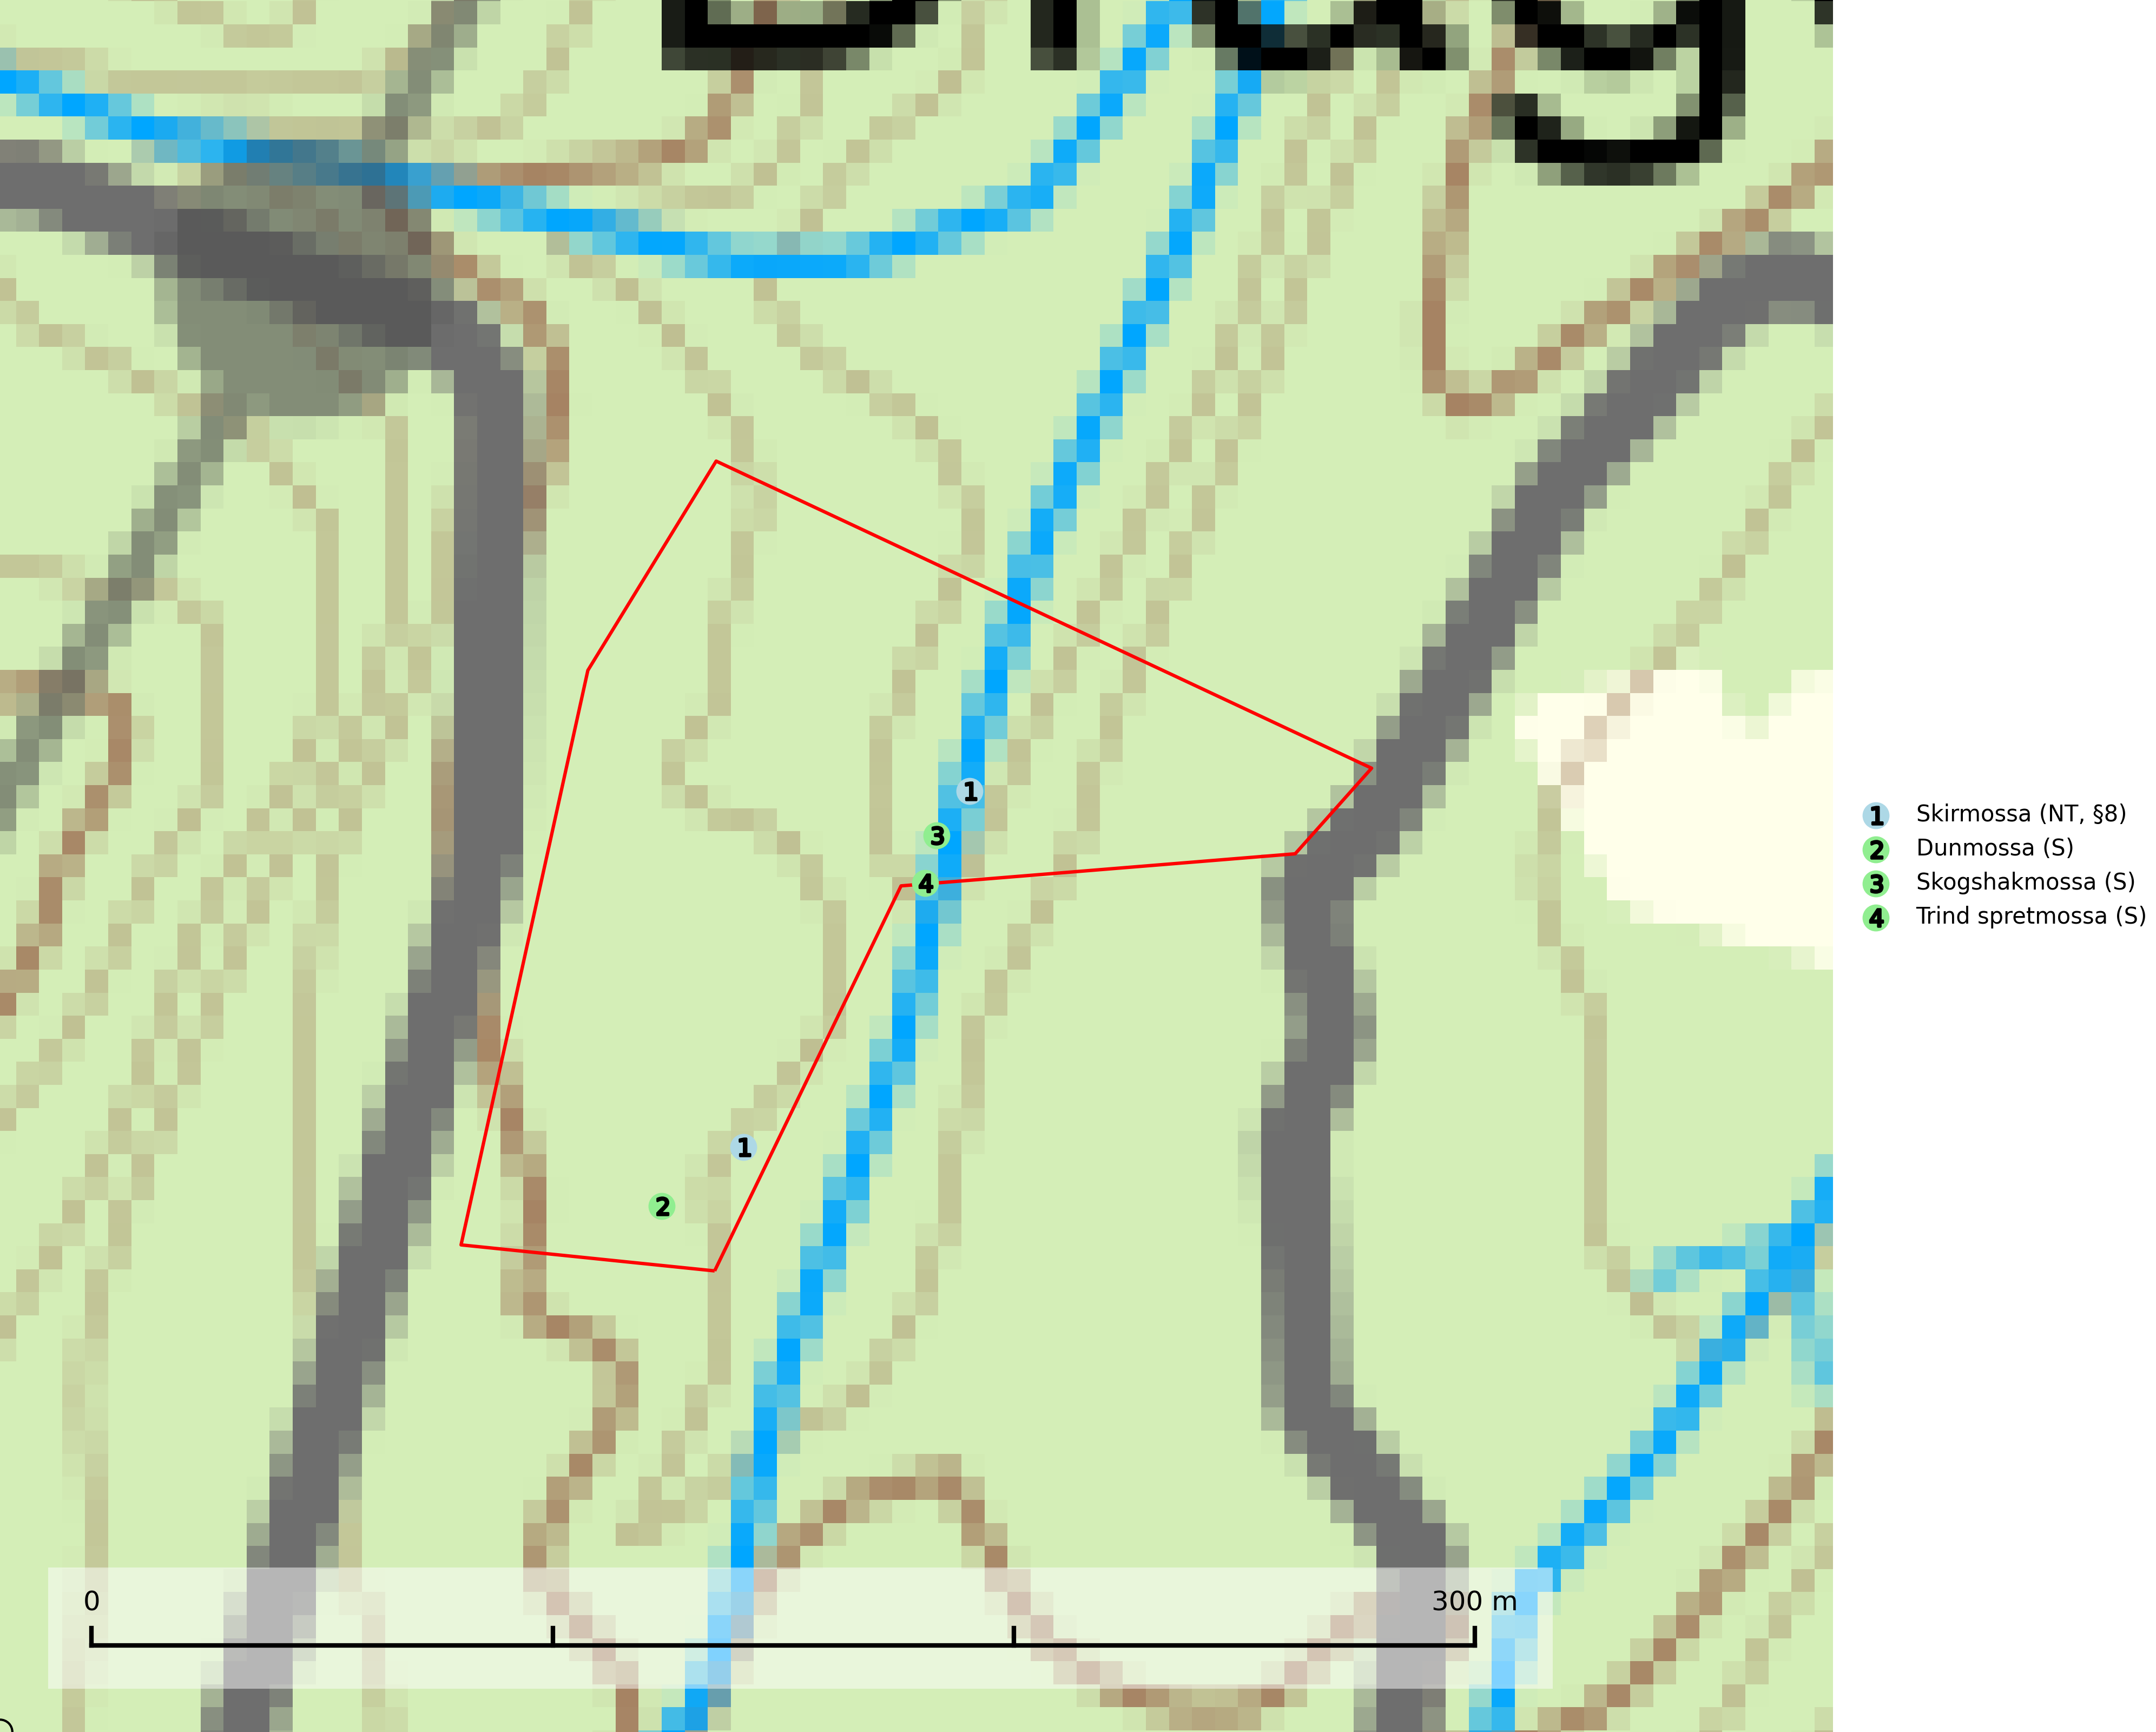 1
3
4
1
2
1 Skirmossa (NT, §8)
2 Dunmossa (S)
3 Skogshakmossa (S)
4 Trind spretmossa (S)
0 300 m